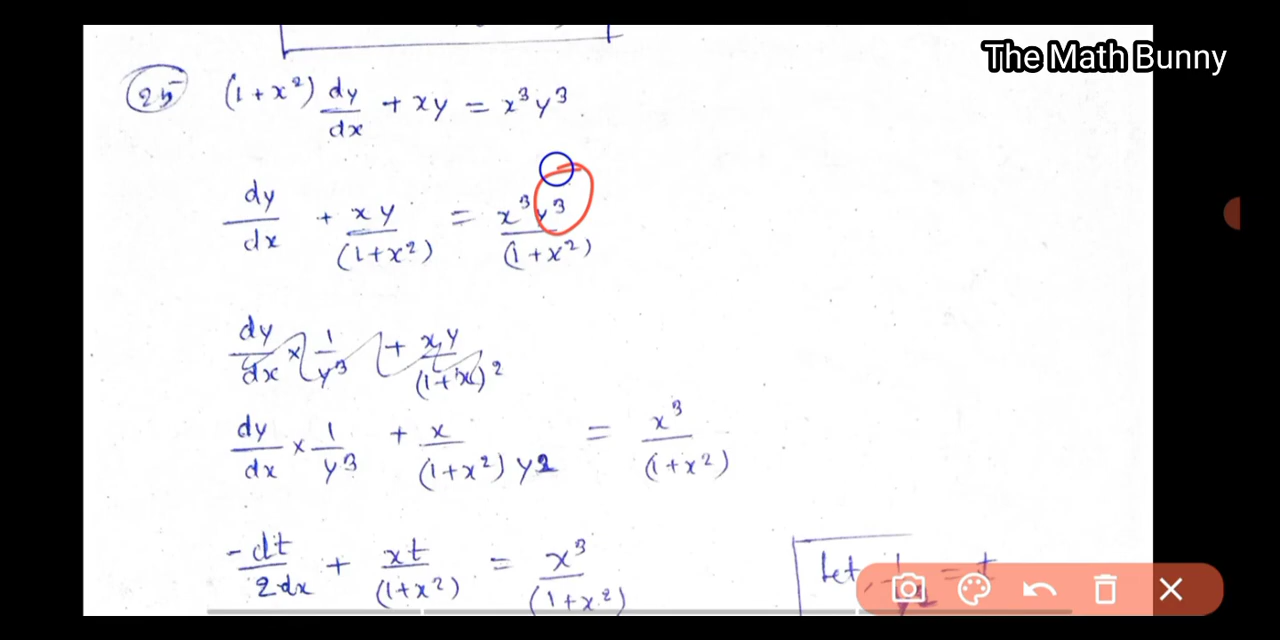 The Math Bunny
(25) (1+x²) dy/dx + xy = x³y³.
dy/dx + xy/(1+x²) = x³y³/(1+x²)
dy/dx × 1/y³ + xy/(1+x)²
dy/dx × 1/y³ + x/(1+x²)y² = x³/(1+x²)
-dt/2dx + xt/(1+x²) = x³/(1+x²)
let,